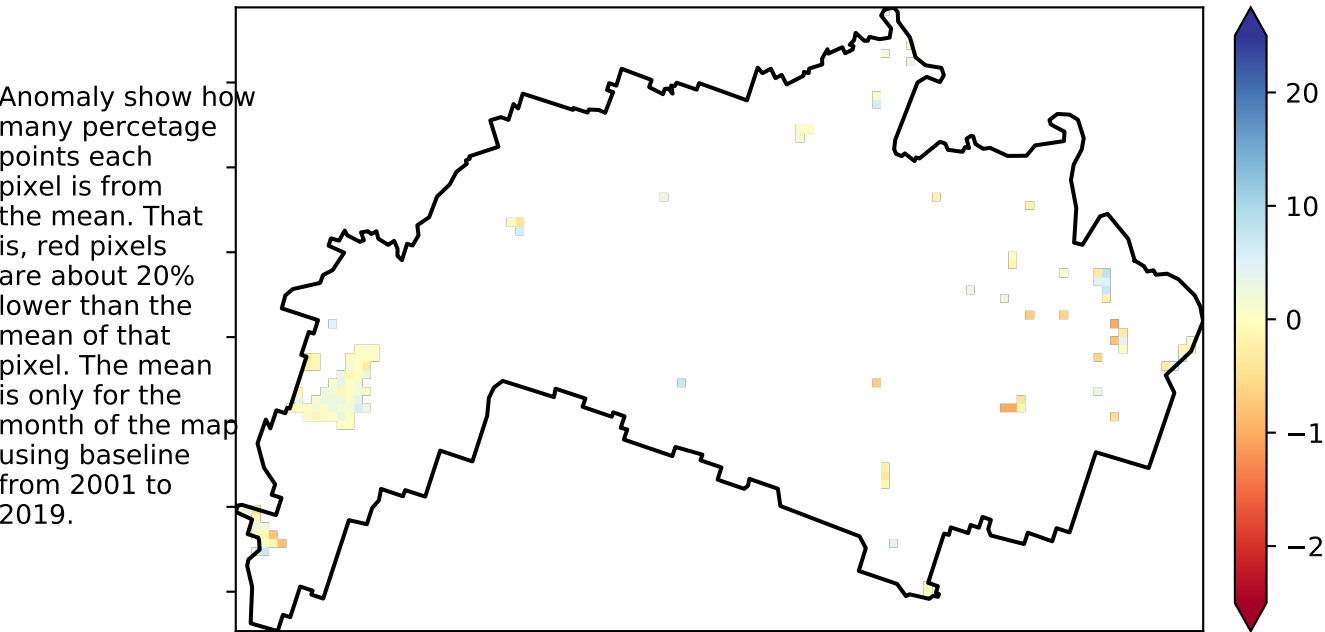 Anomaly show how
many percetage
points each
pixel is from
the mean. That
is, red pixels
are about 20%
lower than the
mean of that
pixel. The mean
is only for the
month of the map
using baseline
from 2001 to
2019.
20
10
0
−1
−2